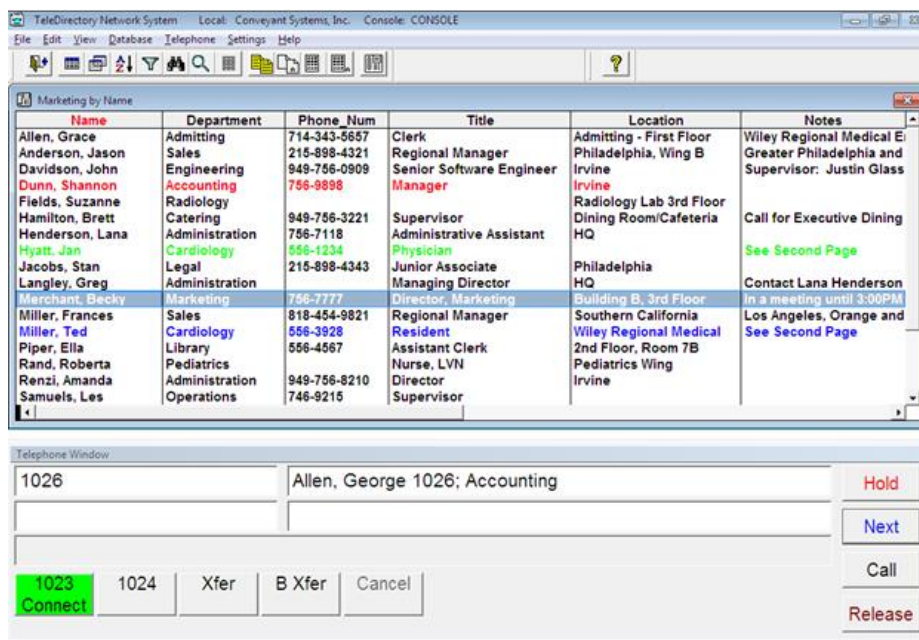 TeleDirectory Network System Local: Conveyant Systems, Inc. Console: CONSOLE
File Edit View Database Telephone Settings Help
Marketing by Name
Name Department Phone_Num Title Location Notes
Allen, Grace Admitting 714-343-5657 Clerk Admitting - First Floor Wiley Regional Medical
Anderson, Jason Sales 215-898-4321 Regional Manager Philadelphia, Wing B Greater Philadelphia and
Davidson, John Engineering 949-756-0909 Senior Software Engineer Irvine Supervisor: Justin Glass
Dunn, Shannon Accounting 756-9898 Manager Irvine
Fields, Suzanne Radiology Radiology Lab 3rd Floor
Hamilton, Brett Catering 949-756-3221 Supervisor Dining Room/Cafeteria Call for Executive Dining
Henderson, Lana Administration 756-7118 Administrative Assistant HQ
Hyatt, Jan Cardiology 556-1234 Physician See Second Page
Jacobs, Stan Legal 215-898-4343 Junior Associate Philadelphia
Langley, Greg Administration Managing Director HQ Contact Lana Henderson
Merchant, Becky Marketing 756-7777 Director, Marketing Building B, 3rd Floor In a meeting until 3:00PM
Miller, Frances Sales 818-454-9821 Regional Manager Southern California Los Angeles, Orange and
Miller, Ted Cardiology 556-3928 Resident Wiley Regional Medical See Second Page
Piper, Ella Library 556-4567 Assistant Clerk 2nd Floor, Room 7B
Rand, Roberta Pediatrics Nurse, LVN Pediatrics Wing
Renzi, Amanda Administration 949-756-8210 Director Irvine
Samuels, Les Operations 746-9215 Supervisor
Telephone Window
1026 Allen, George 1026; Accounting
Hold
Next
Call
1023 Connect 1024 Xfer B Xfer Cancel
Release